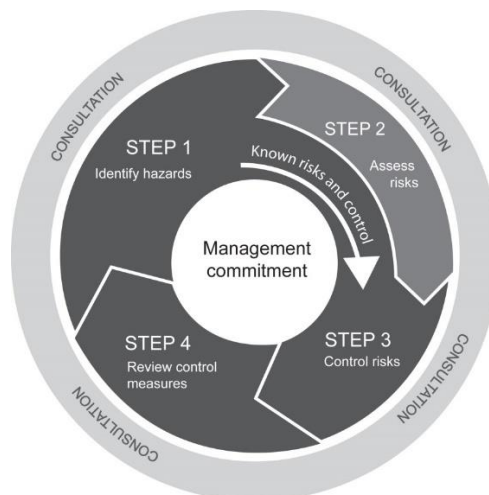 CONSULTATION
CONSULTATION
STEP 1
Identify hazards
STEP 2
Assess
risks
Known risks and control
Management
commitment
STEP 4
Review control
measures
STEP 3
Control risks
CONSULTATION
CONSULTATION